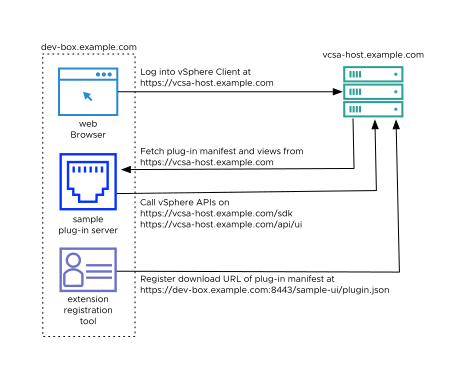 dev-box.example.com
vcsa-host.example.com
Log into vSphere Client at
https://vcsa-host.example.com
web
Browser
Fetch plug-in manifest and views from
https://vcsa-host.example.com
Call vSphere APIs on
https://vcsa-host.example.com/sdk
https://vcsa-host.example.com/api/ui
sample
plug-in server
Register download URL of plug-in manifest at
https://dev-box.example.com:8443/sample-ui/plugin.json
extension
registration
tool